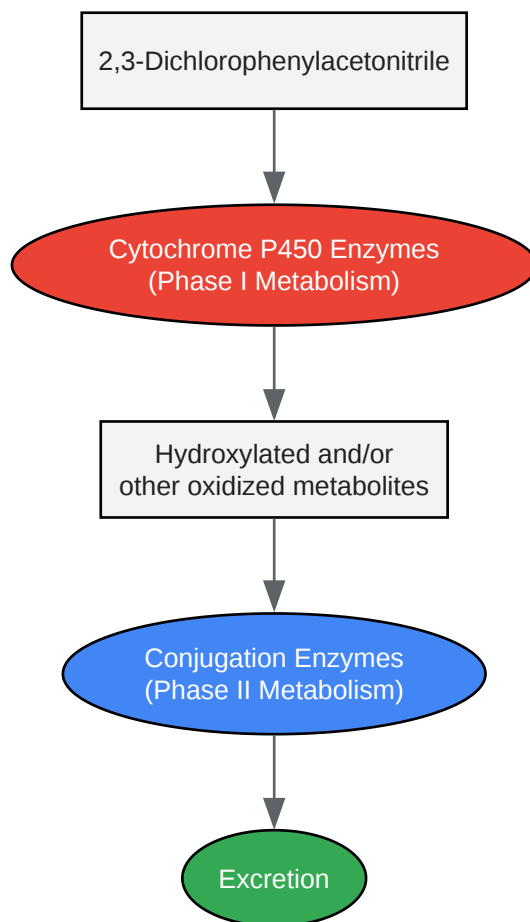 2,3-Dichlorophenylacetonitrile
Cytochrome P450 Enzymes
(Phase I Metabolism)
Hydroxylated and/or
other oxidized metabolites
Conjugation Enzymes
(Phase II Metabolism)
Excretion